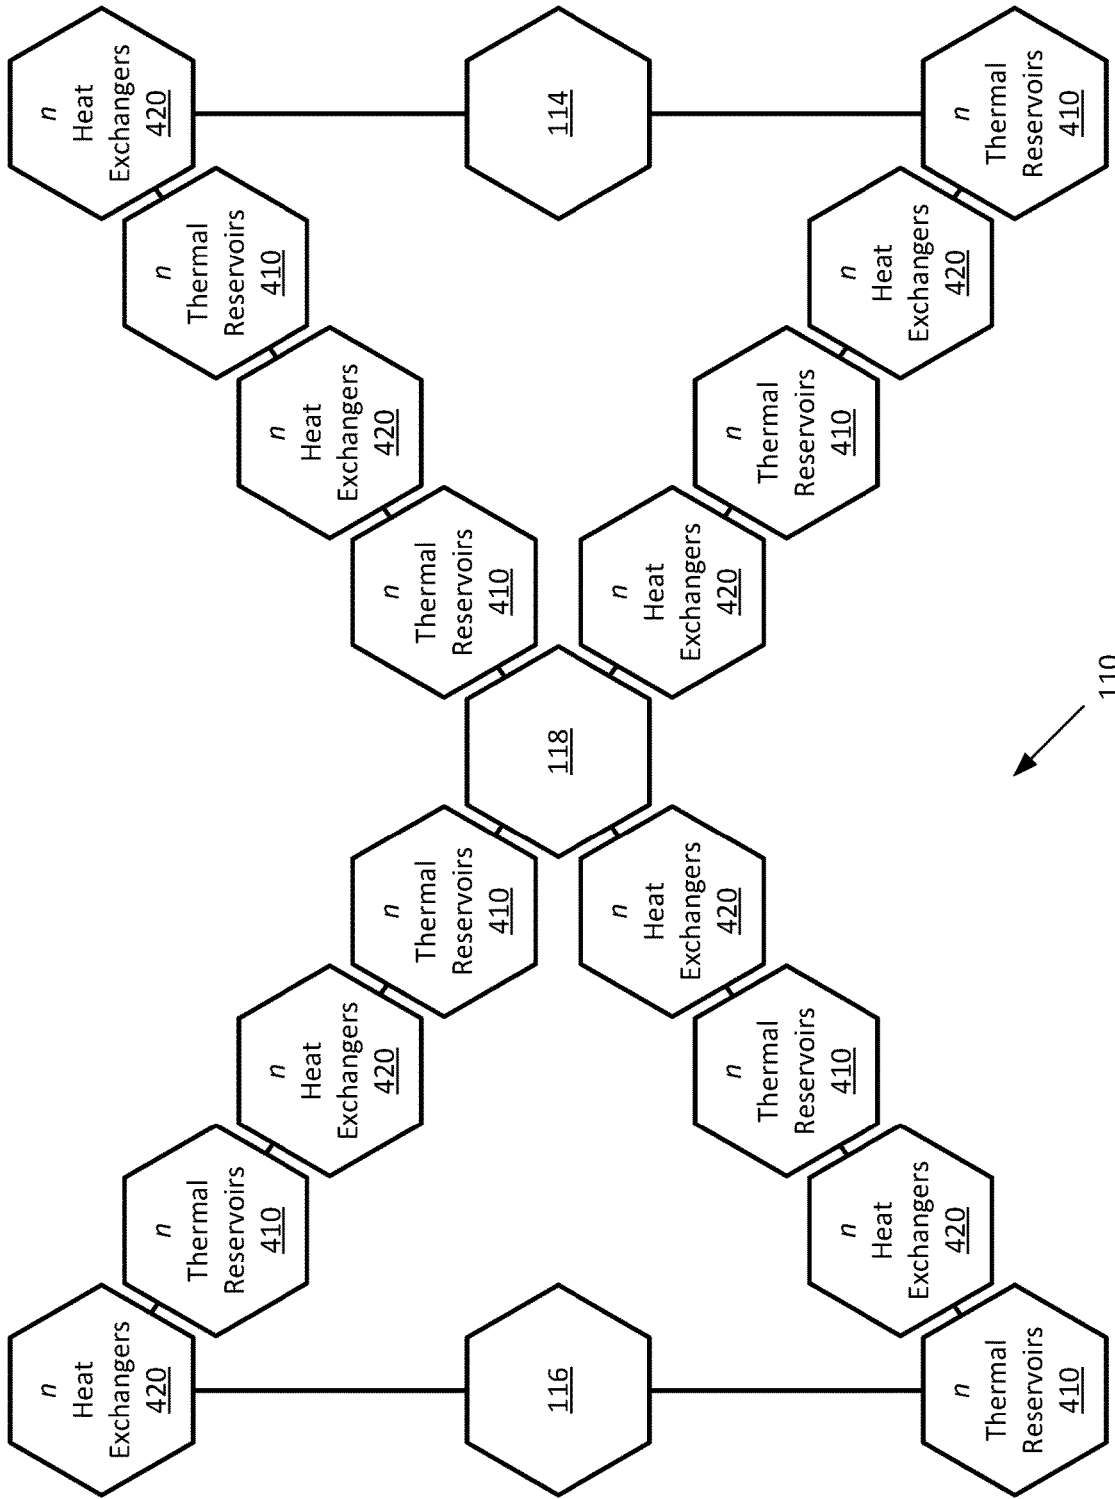 n
Heat
Exchangers
420
n
Heat
Exchangers
420
n
Thermal
Reservoirs
410
n
Thermal
Reservoirs
410
n
Heat
Exchangers
420
n
Heat
Exchangers
420
n
Thermal
Reservoirs
410
n
Thermal
Reservoirs
410
116
118
114
n
Heat
Exchangers
420
n
Heat
Exchangers
420
n
Thermal
Reservoirs
410
n
Thermal
Reservoirs
410
n
Heat
Exchangers
420
n
Heat
Exchangers
420
n
Thermal
Reservoirs
410
n
Thermal
Reservoirs
410
110